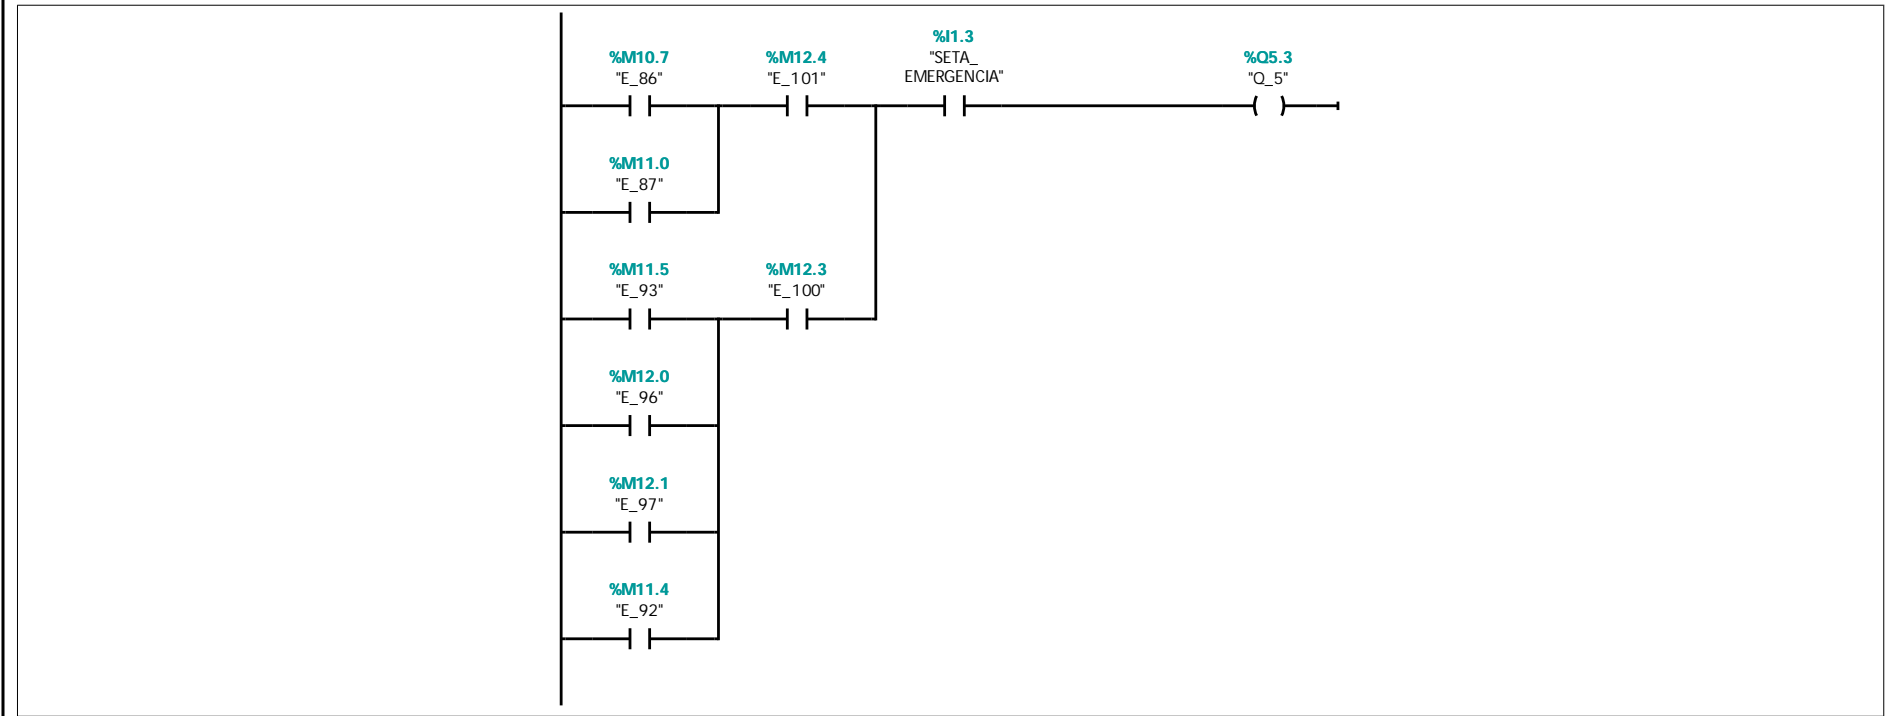 %M10.7
"E_86"
%M12.4
"E_101"
%I1.3
"SETA_
EMERGENCIA"
%Q5.3
"Q_5"
%M11.0
"E_87"
%M11.5
"E_93"
%M12.3
"E_100"
%M12.0
"E_96"
%M12.1
"E_97"
%M11.4
"E_92"